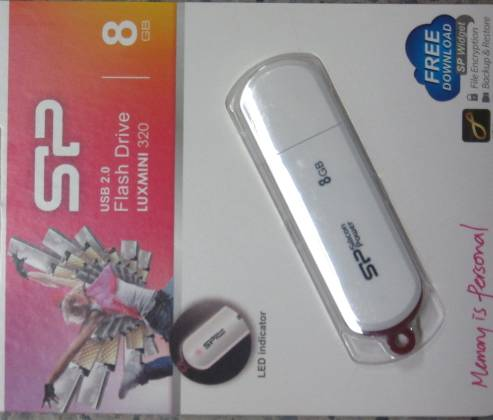 8
GB
SP
USB 2.0
Flash Drive
LUXMINI 320
LED indicator
8GB
SP Silicon
Power
FREE
DOWNLOAD
SP Widget
File Encryption
Backup & Restore
Memory is Personal